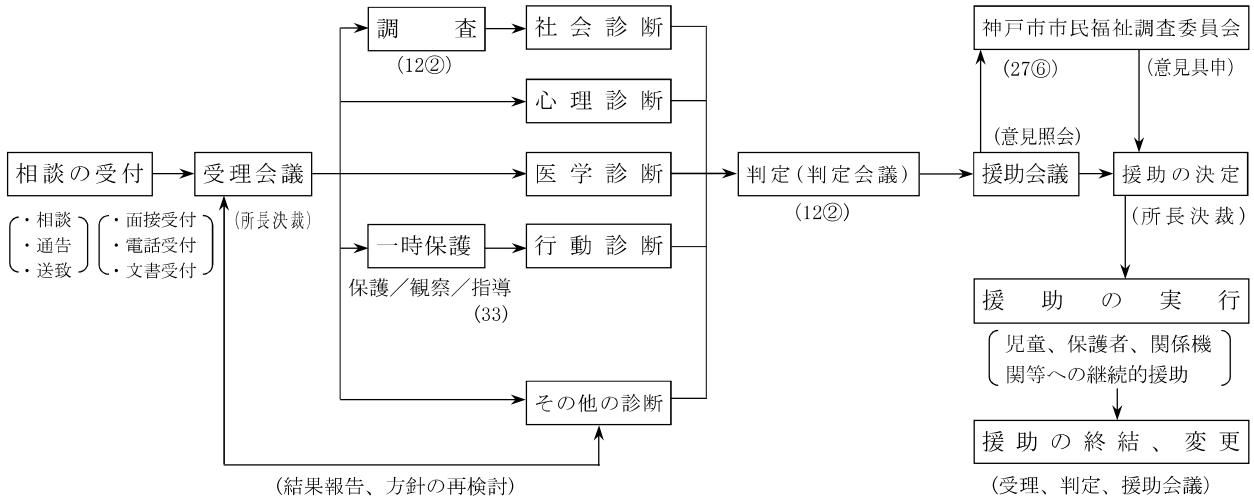 相談の受付
・相談
・通告
・送致
・面接受付
・電話受付
・文書受付
受理会議
(所長決裁)
調査
(12②)
社会診断
心理診断
医学診断
一時保護
保護／観察／指導
(33)
行動診断
その他の診断
(結果報告、方針の再検討)
判定(判定会議)
(12②)
神戸市市民福祉調査委員会
(27⑥)
(意見具申)
(意見照会)
援助会議
援助の決定
(所長決裁)
援助の実行
児童、保護者、関係機
関等への継続的援助
援助の終結、変更
(受理、判定、援助会議)